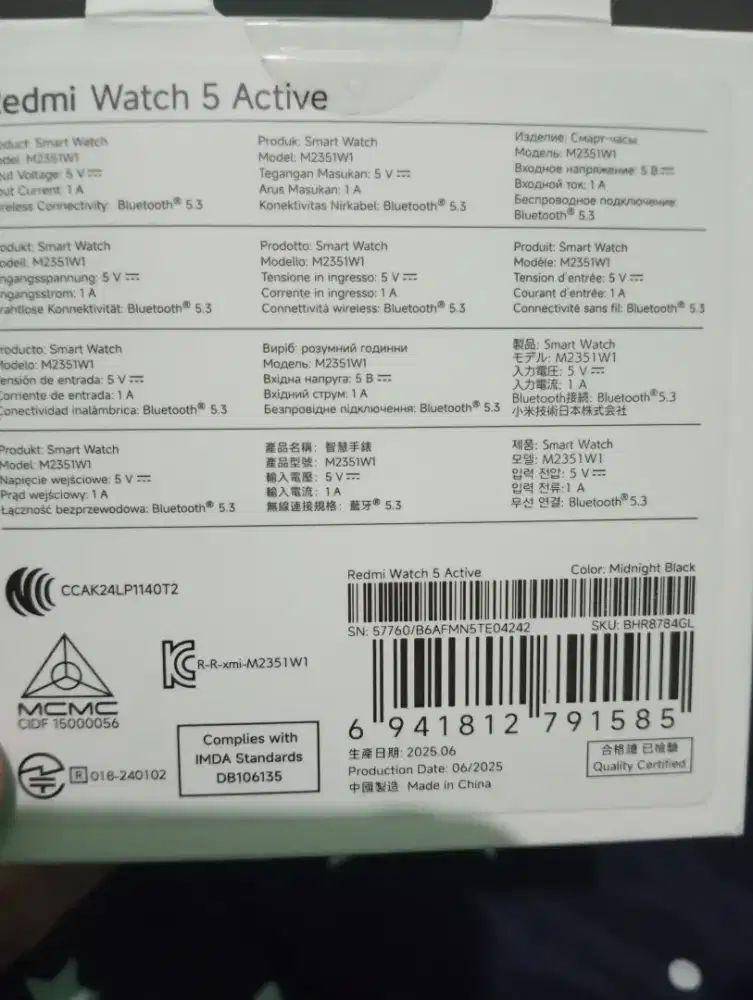 edmi Watch 5 Active
duct: Smart Watch
del: M2351W1
ut Voltage: 5 V
ut Current: 1 A
reless Connectivity: Bluetooth® 5.3
Produk: Smart Watch
Model: M2351W1
Tegangan Masukan: 5 V
Arus Masukan: 1 A
Konektivitas Nirkabel: Bluetooth® 5.3
Изделие: Смарт-часы
Модель: M2351W1
Входное напряжение: 5 В
Входной ток: 1 А
Беспроводное подключение:
Bluetooth® 5.3
odukt: Smart Watch
odell: M2351W1
ngangsspannung: 5 V
ngangsstrom: 1 A
rahtlose Konnektivität: Bluetooth® 5.3
Prodotto: Smart Watch
Modello: M2351W1
Tensione in ingresso: 5 V
Corrente in ingresso: 1 A
Connettività wireless: Bluetooth® 5.3
Produit: Smart Watch
Modèle: M2351W1
Tension d'entrée: 5 V
Courant d'entrée: 1 A
Connectivité sans fil: Bluetooth® 5.3
roducto: Smart Watch
Modelo: M2351W1
ensión de entrada: 5 V
Corriente de entrada: 1 A
Conectividad inalámbrica: Bluetooth® 5.3
Виріб: розумний годинни
Модель: M2351W1
Вхідна напруга: 5 В
Вхідний струм: 1 А
Безпровідне підключення: Bluetooth® 5.3
製品: Smart Watch
モデル: M2351W1
入力電圧: 5 V
入力電流: 1 A
Bluetooth接続: Bluetooth®5.3
小米技術日本株式会社
Produkt: Smart Watch
Model: M2351W1
Napięcie wejściowe: 5 V
Prąd wejściowy: 1 A
Łączność bezprzewodowa: Bluetooth® 5.3
產品名稱: 智慧手錶
產品型號: M2351W1
輸入電壓: 5 V
輸入電流: 1 A
無線連接規格: 藍牙® 5.3
제품: Smart Watch
모델: M2351W1
입력 전압: 5 V
입력 전류:1 A
무선 연결: Bluetooth®5.3
CCAK24LP1140T2
MCMC
CIDF 15000056
R-R-xmi-M2351W1
R 018-240102
Complies with
IMDA Standards
DB106135
Redmi Watch 5 Active Color: Midnight Black
SN: 57760/B6AFMN5TE04242 SKU: BHR8784GL
6 941812 791585
生產日期: 2025.06
Production Date: 06/2025
中國製造 Made in China
合格證 已檢驗
Quality Certified